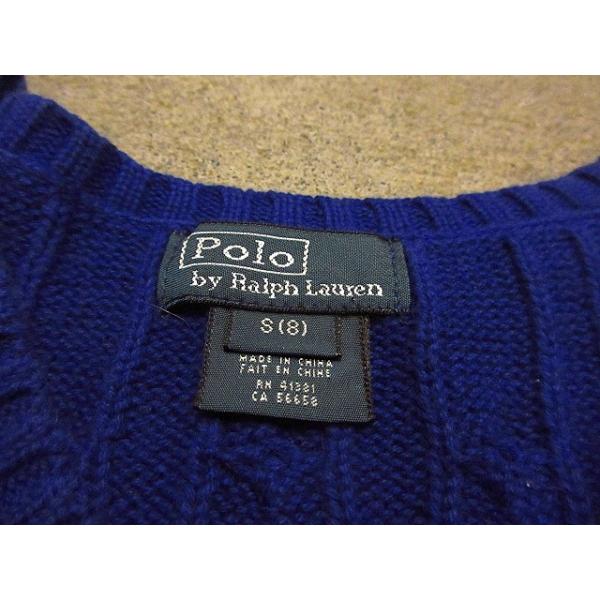 Polo
by Ralph Lauren
S (8)
MADE IN CHINA
FAIT EN CHINE
RN 41381
CA 56658